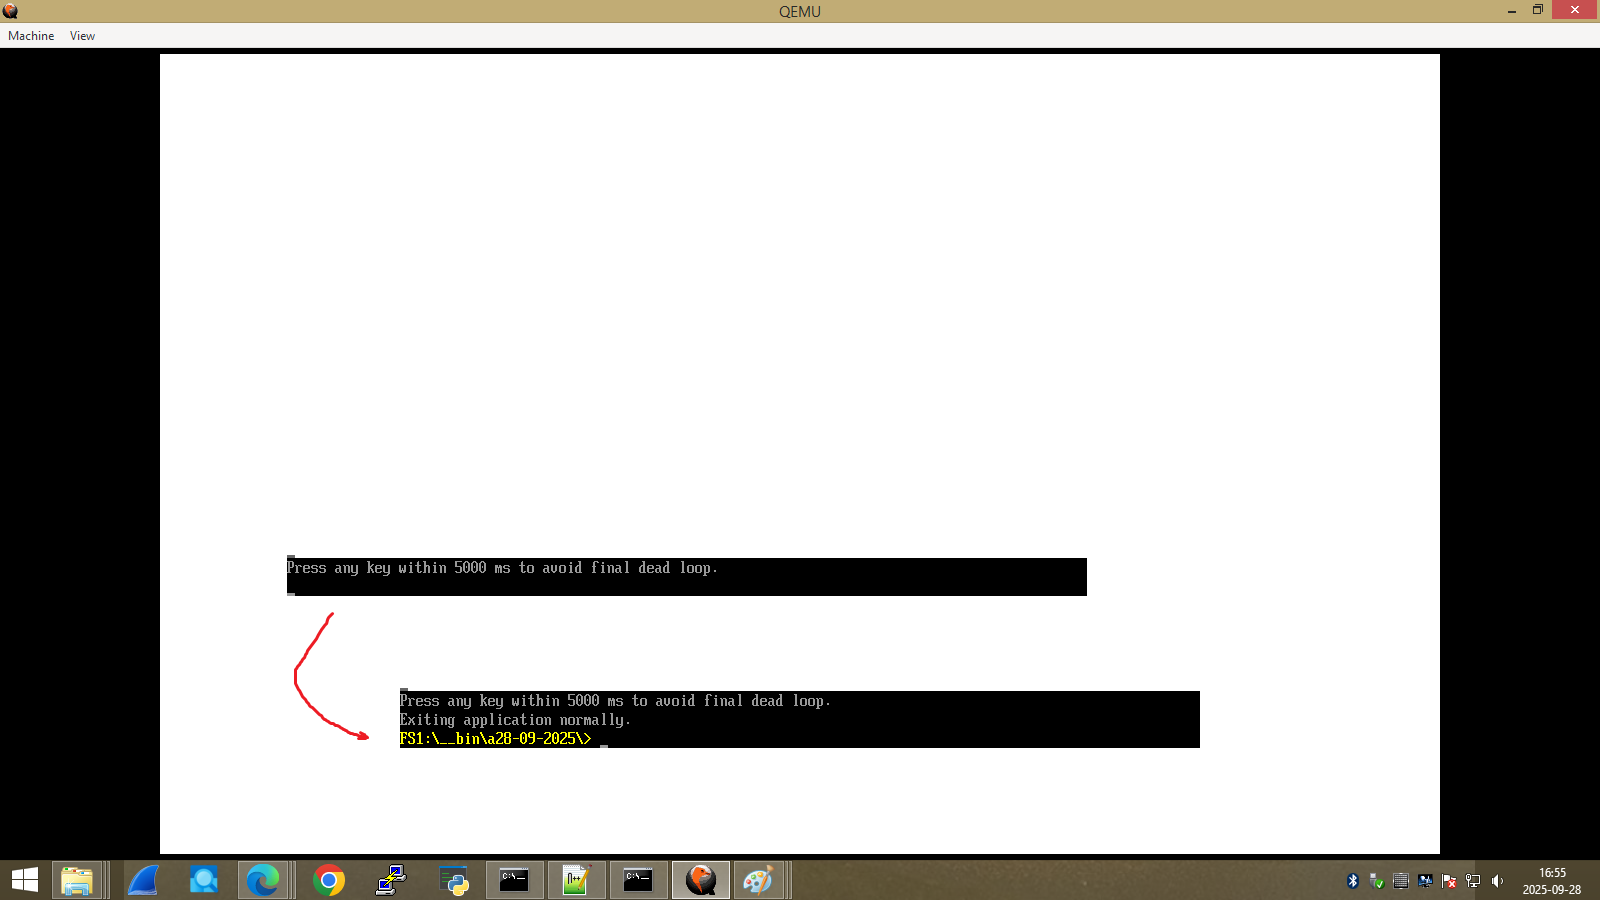 QEMU
Machine View
Press any key within 5000 ms to avoid final dead loop.
Press any key within 5000 ms to avoid final dead loop.
Exiting application normally.
FS1:\__bin\a28-09-2025\> _
16:55
2025-09-28